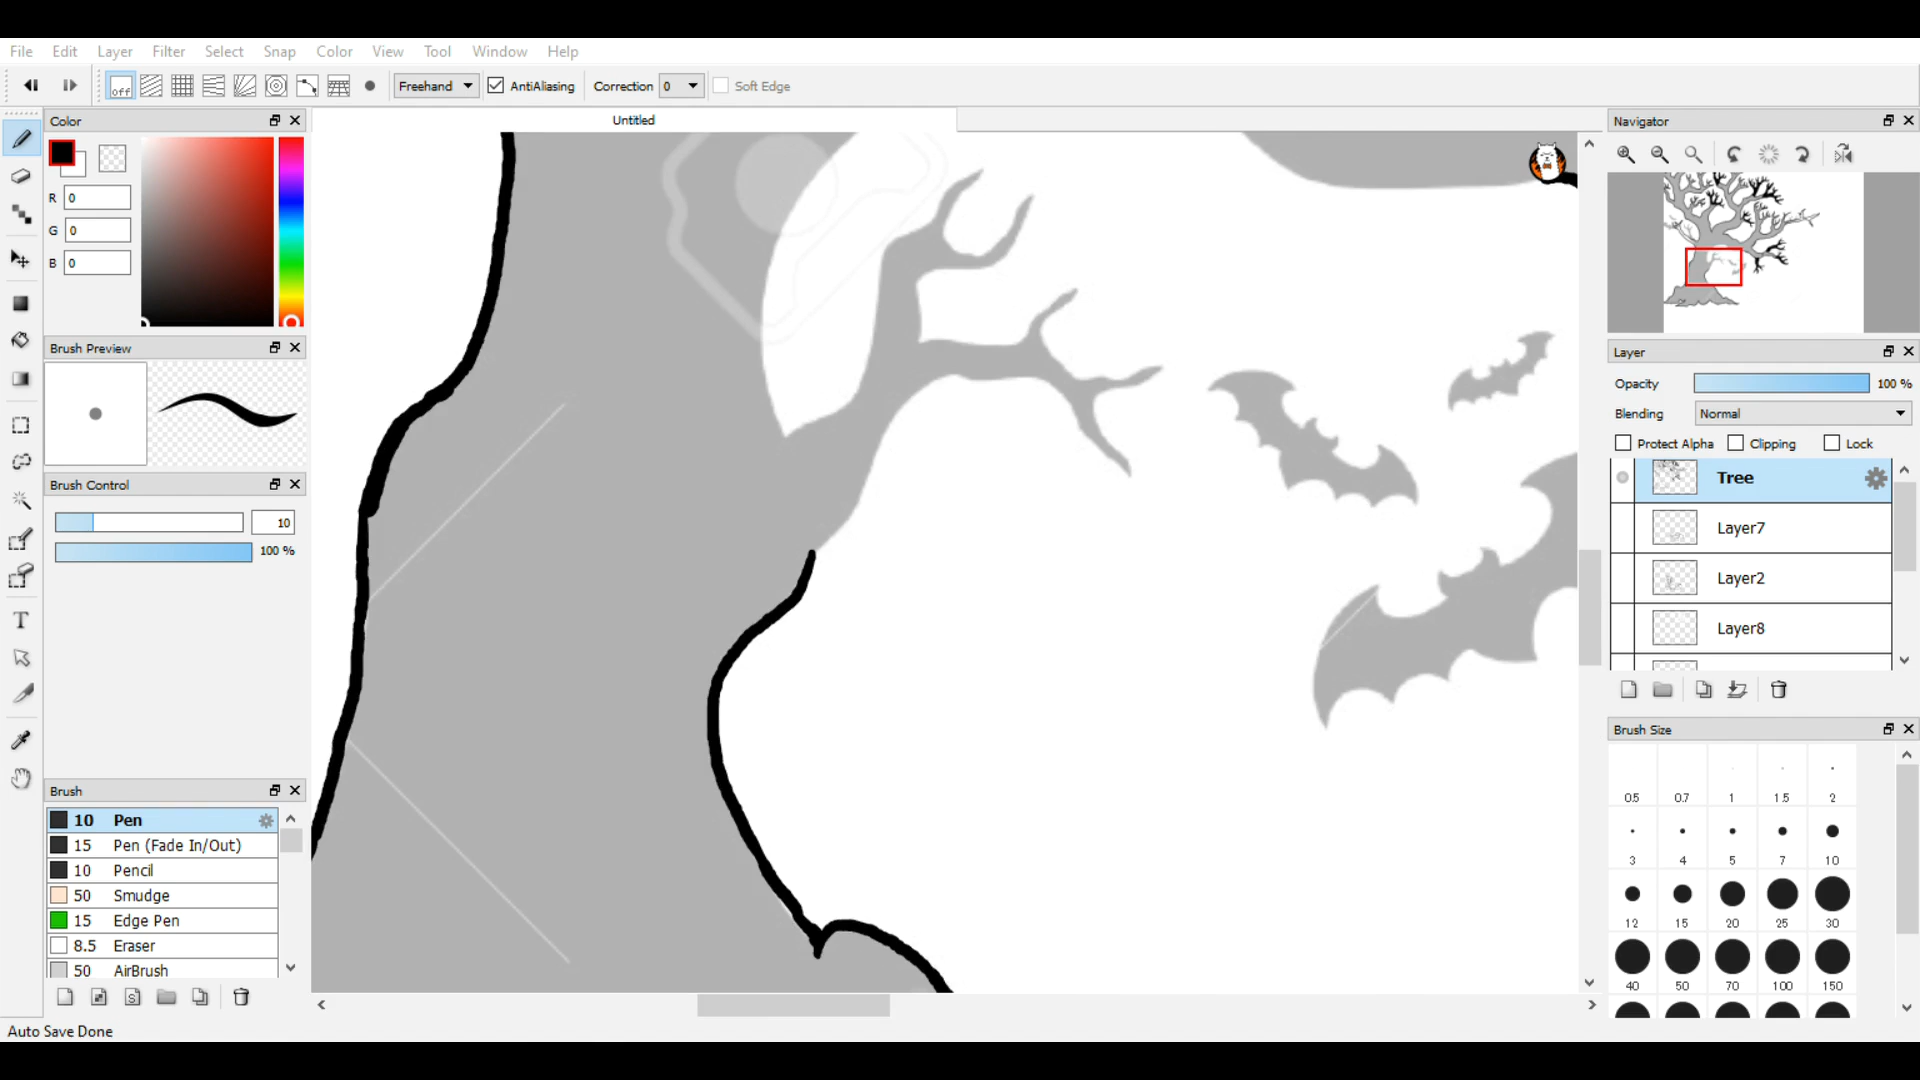 File Edit Layer Filter Select Snap Color View Tool Window Help
off Freehand AntiAliasing Correction 0 Soft Edge
Color
R 0
G 0
B 0
Brush Preview
Brush Control
10
100 %
Brush
10 Pen
15 Pen (Fade In/Out)
10 Pencil
50 Smudge
15 Edge Pen
8.5 Eraser
50 AirBrush
S
Auto Save Done
Untitled
Navigator
Layer
Opacity 100 %
Blending Normal
Protect Alpha Clipping Lock
Tree
Layer7
Layer2
Layer8
Brush Size
0.5 0.7 1 1.5 2
3 4 5 7 10
12 15 20 25 30
40 50 70 100 150